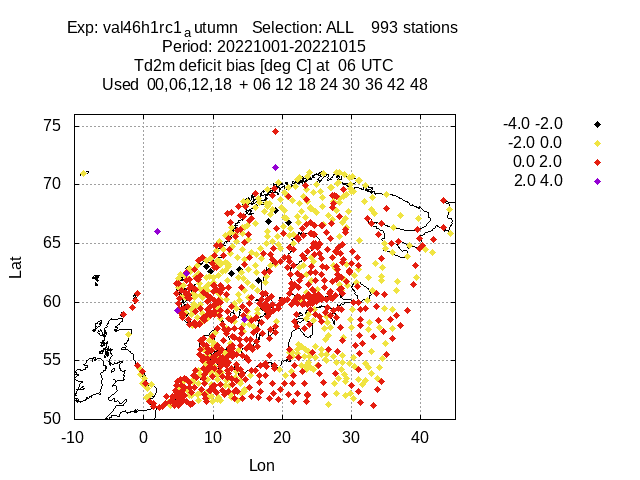 Exp: val46h1rc1_autumn   Selection: ALL    993 stations
Period: 20221001-20221015
Td2m deficit bias [deg C] at  06 UTC
Used  00,06,12,18  + 06 12  18 24 30 36 42 48
-4.0 -2.0
-2.0  0.0
0.0  2.0
2.0  4.0
75
70
65
60
55
50
Lat
-10 0 10 20 30 40
Lon